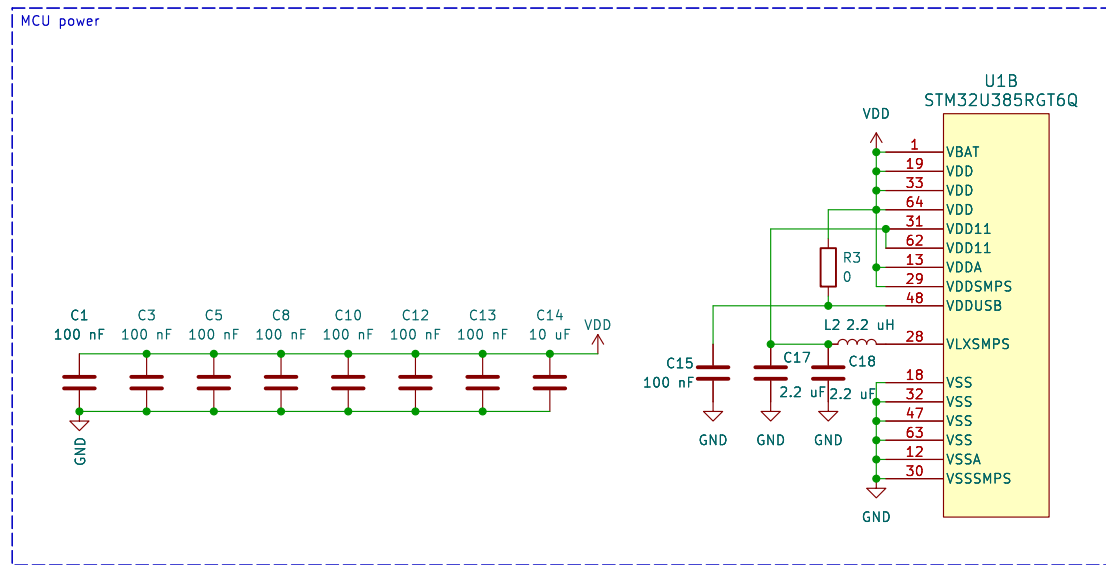 MCU power
U1B
STM32U385RGT6Q
VDD
1 VBAT
19 VDD
33 VDD
64 VDD
31 VDD11
62 VDD11
13 VDDA
29 VDDSMPS
48 VDDUSB
28 VLXSMPS
18 VSS
32 VSS
47 VSS
63 VSS
12 VSSA
30 VSSSMPS
GND
R3
0
L2 2.2 uH
C15
100 nF
C17
2.2 uF
C18
2.2 uF
GND
GND
GND
C1
100 nF
C3
100 nF
C5
100 nF
C8
100 nF
C10
100 nF
C12
100 nF
C13
100 nF
C14
10 uF
VDD
GND